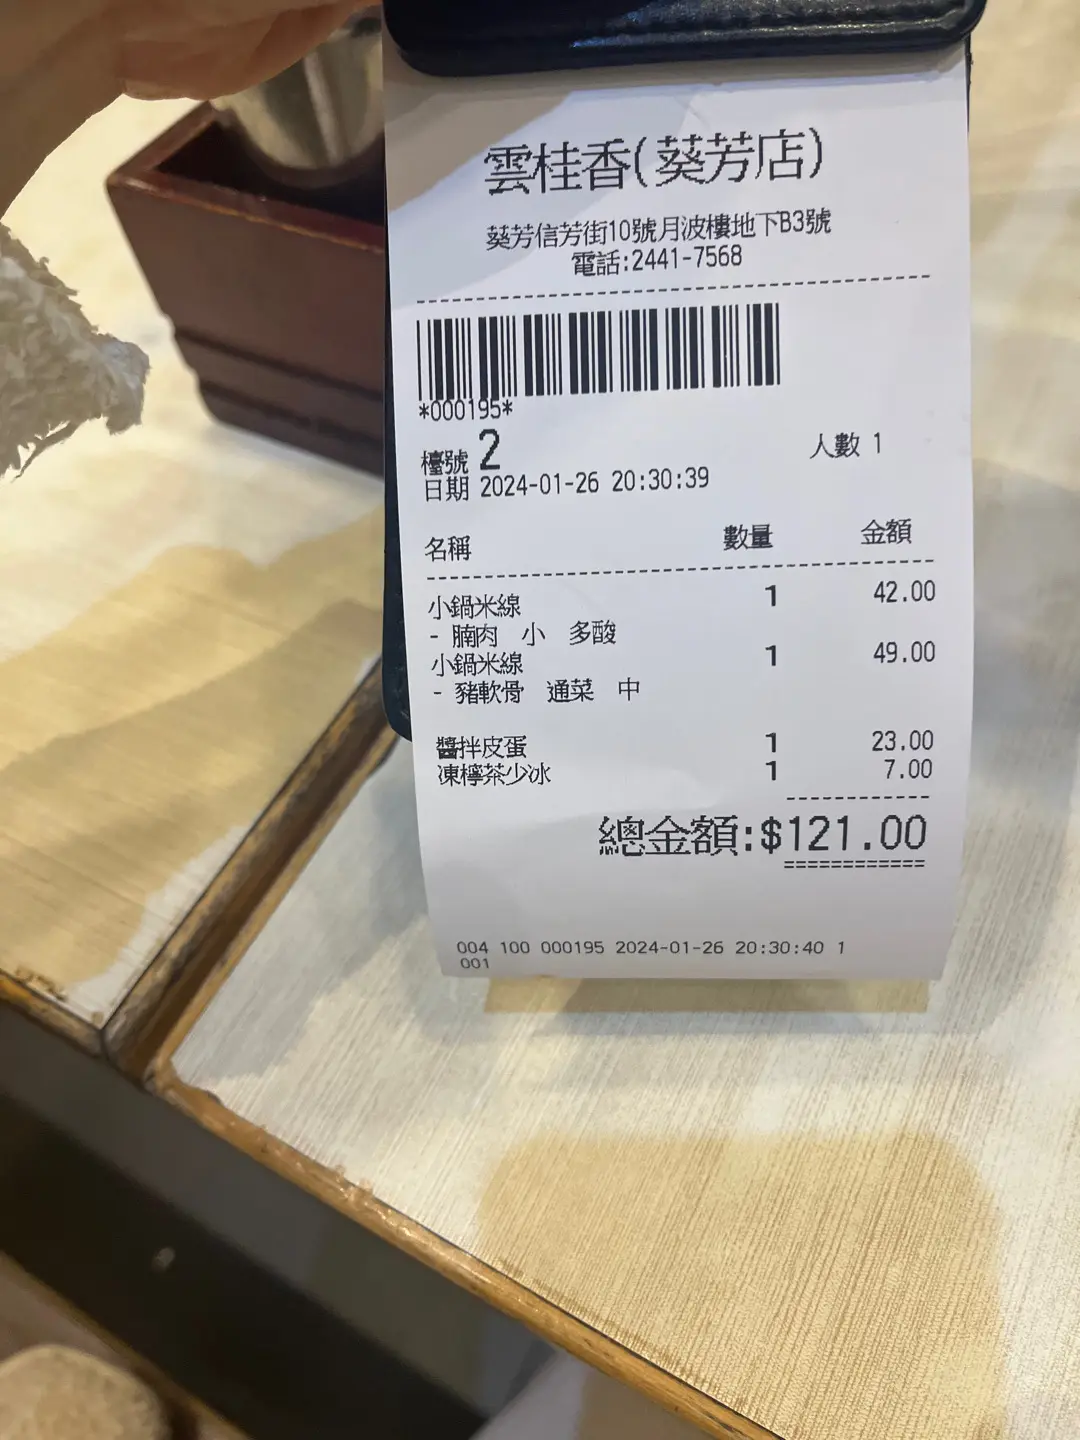 雲桂香(葵芳店)
葵芳信芳街10號月波樓地下B3號
電話:2441-7568
*000195*
檯號 2 人數 1
日期 2024-01-26 20:30:39
名稱 數量 金額
小鍋米線 1 42.00
- 腩肉 小 多酸
小鍋米線 1 49.00
- 豬軟骨 通菜 中
醬拌皮蛋 1 23.00
凍檸茶少冰 1 7.00
總金額:$121.00
004 100 000195 2024-01-26 20:30:40 1
001